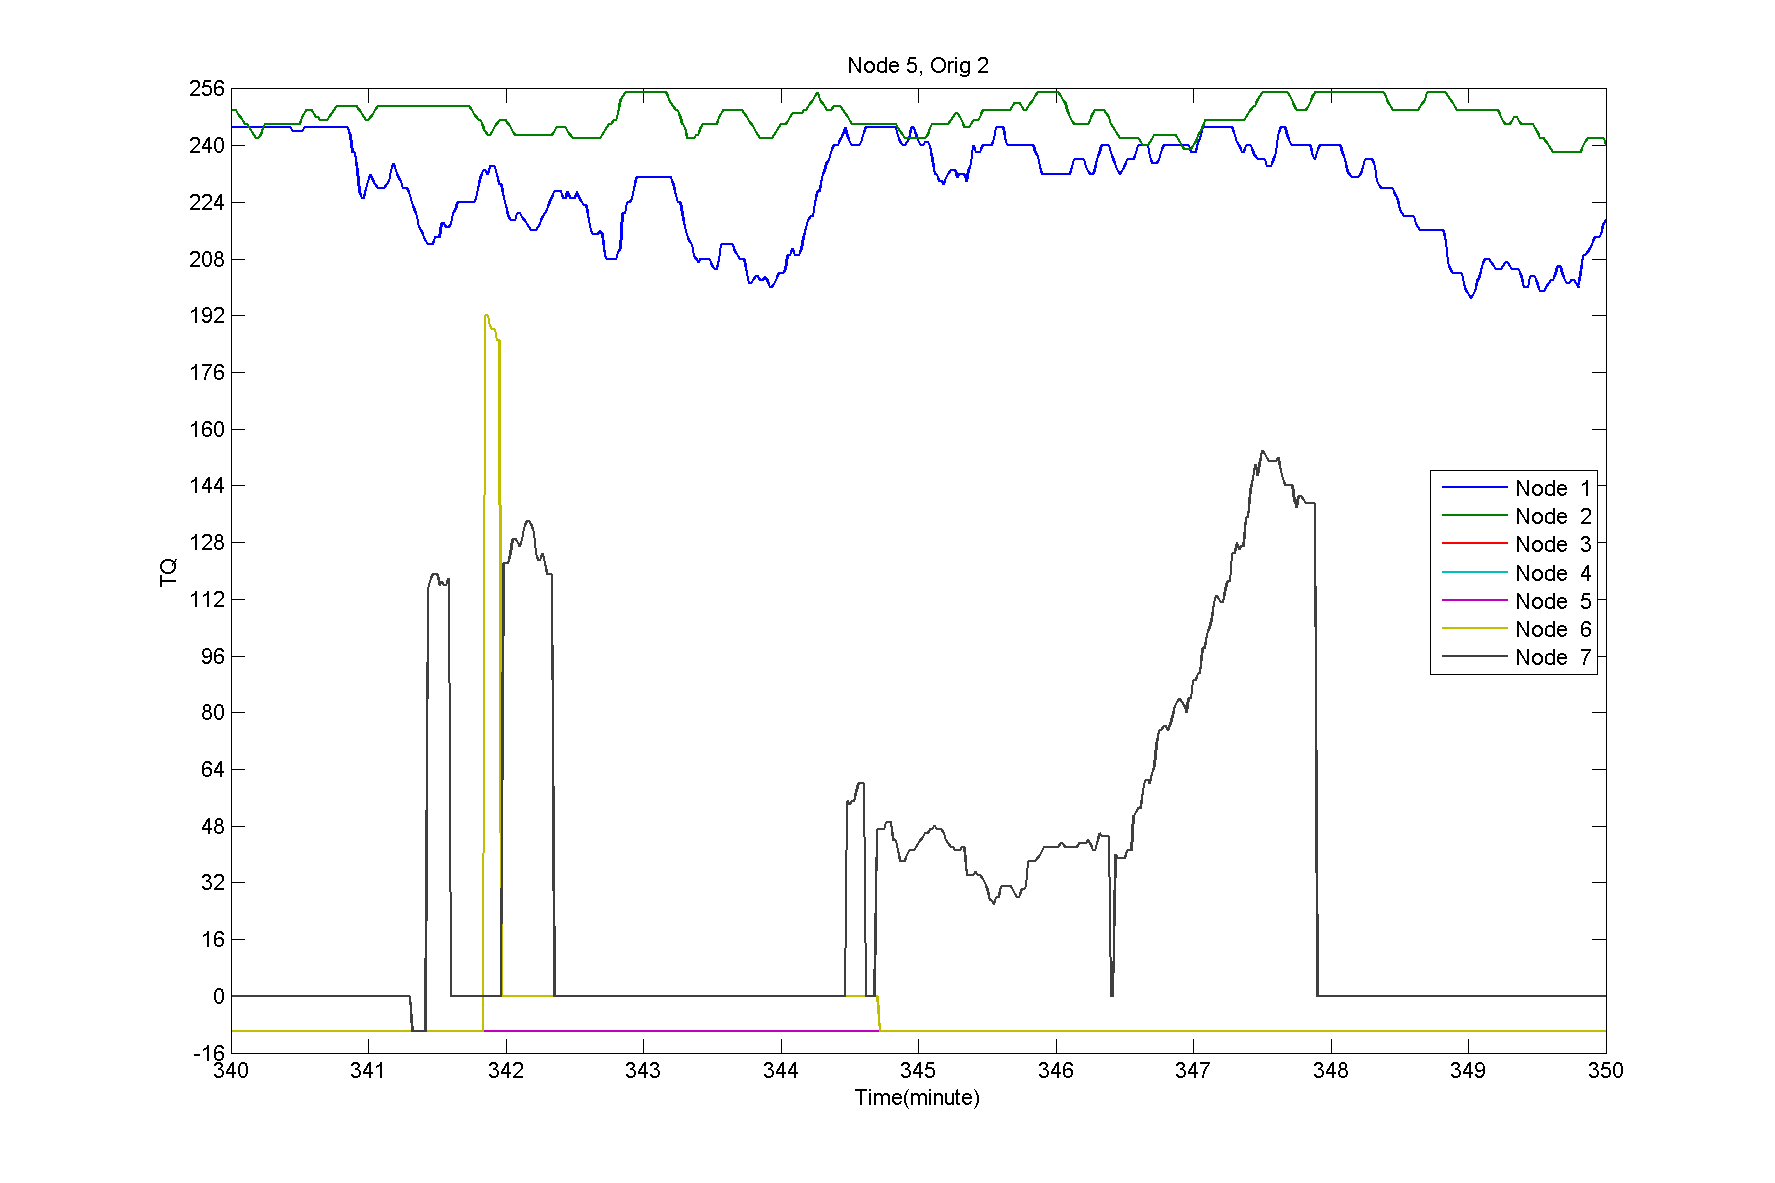 Node 5, Orig 2
256
240
224
208
192
176
160
144
128
112
96
80
64
48
32
16
0
-16
TQ
Node 1
Node 2
Node 3
Node 4
Node 5
Node 6
Node 7
340 341 342 343 344 345 346 347 348 349 350
Time(minute)